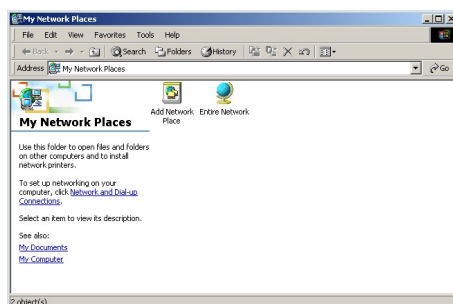 My Network Places
File Edit View Favorites Tools Help
Back Search Folders History
Address My Network Places Go
Add Network Place
Entire Network
My Network Places
Use this folder to open files and folders
on other computers and to install
network printers.
To set up networking on your
computer, click Network and Dial-up
Connections.
Select an item to view its description.
See also:
My Documents
My Computer
2 object(s)